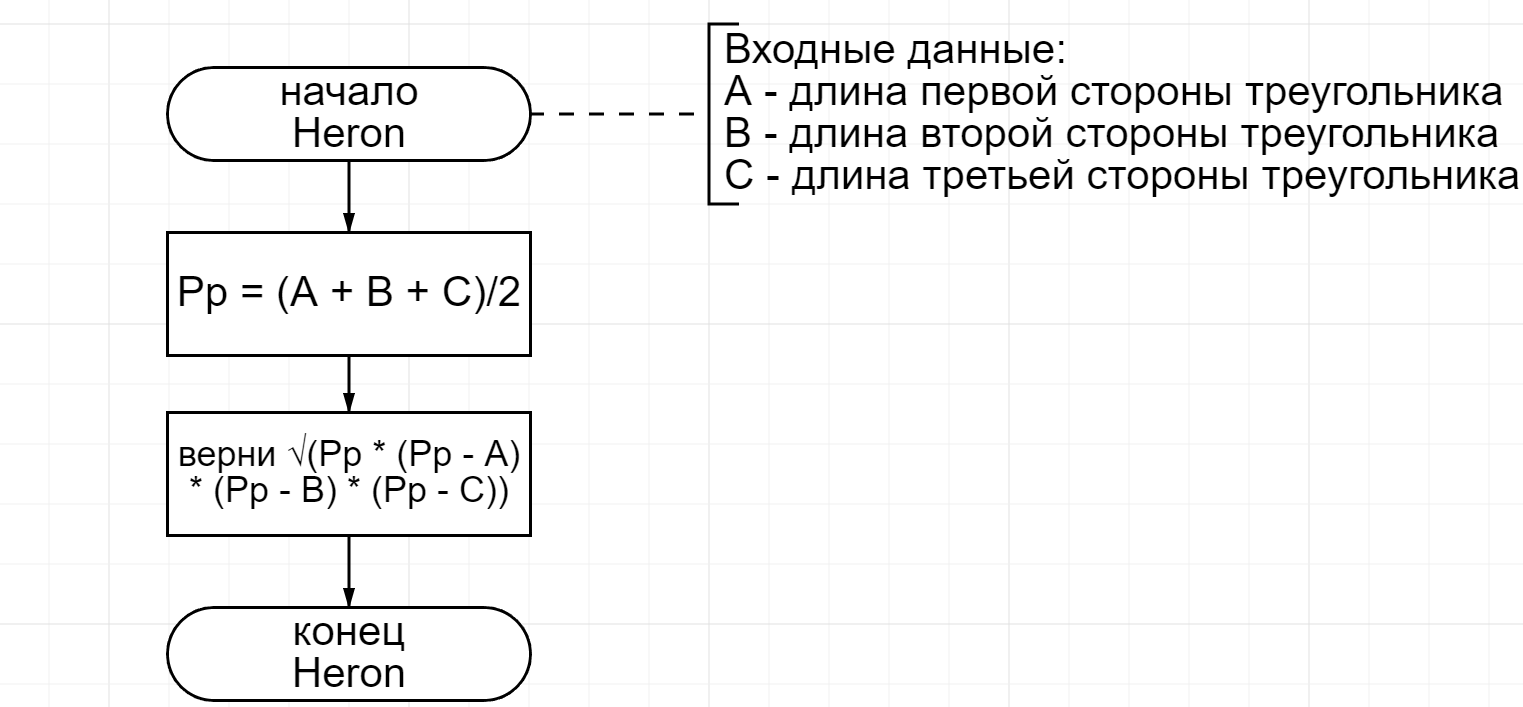 начало
Heron
Входные данные:
A - длина первой стороны треугольника
B - длина второй стороны треугольника
C - длина третьей стороны треугольника
Pp = (A + B + C)/2
верни √(Pp * (Pp - A)
* (Pp - B) * (Pp - C))
конец
Heron